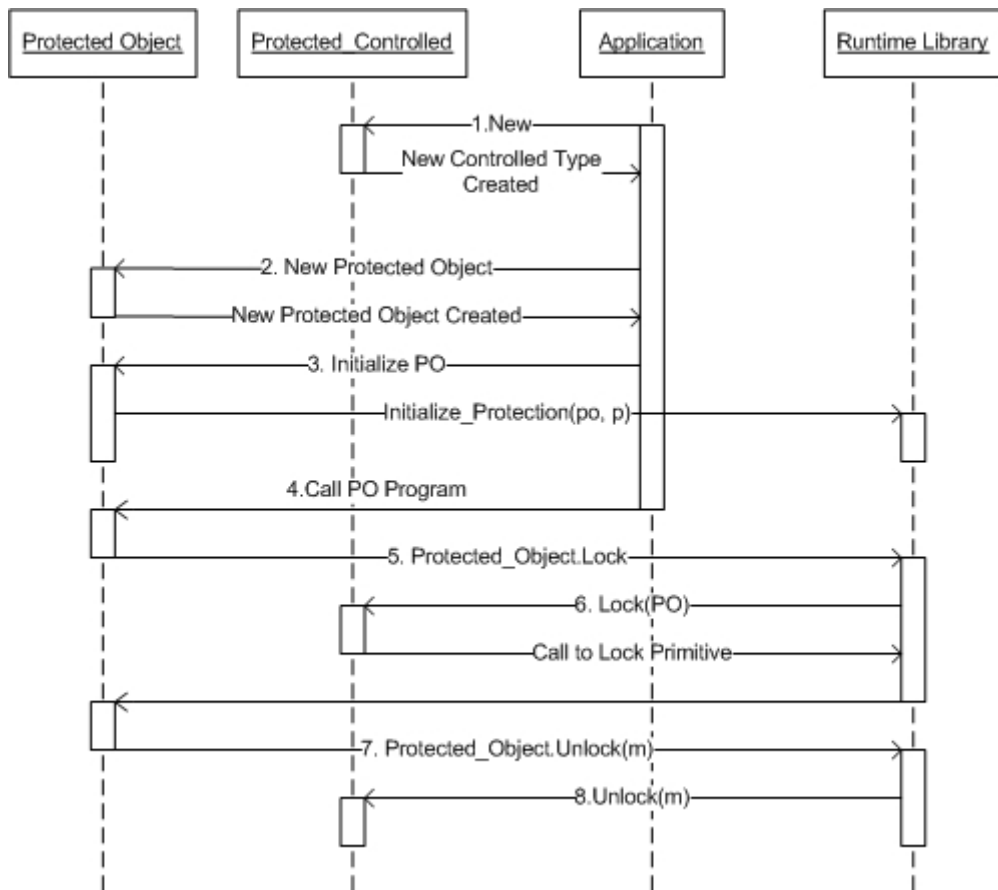 Protected Object
Protected_Controlled
Application
Runtime Library
1.New
New Controlled Type
Created
2. New Protected Object
New Protected Object Created
3. Initialize PO
Initialize_Protection(po, p)
4.Call PO Program
5. Protected_Object.Lock
6. Lock(PO)
Call to Lock Primitive
7. Protected_Object.Unlock(m)
8.Unlock(m)